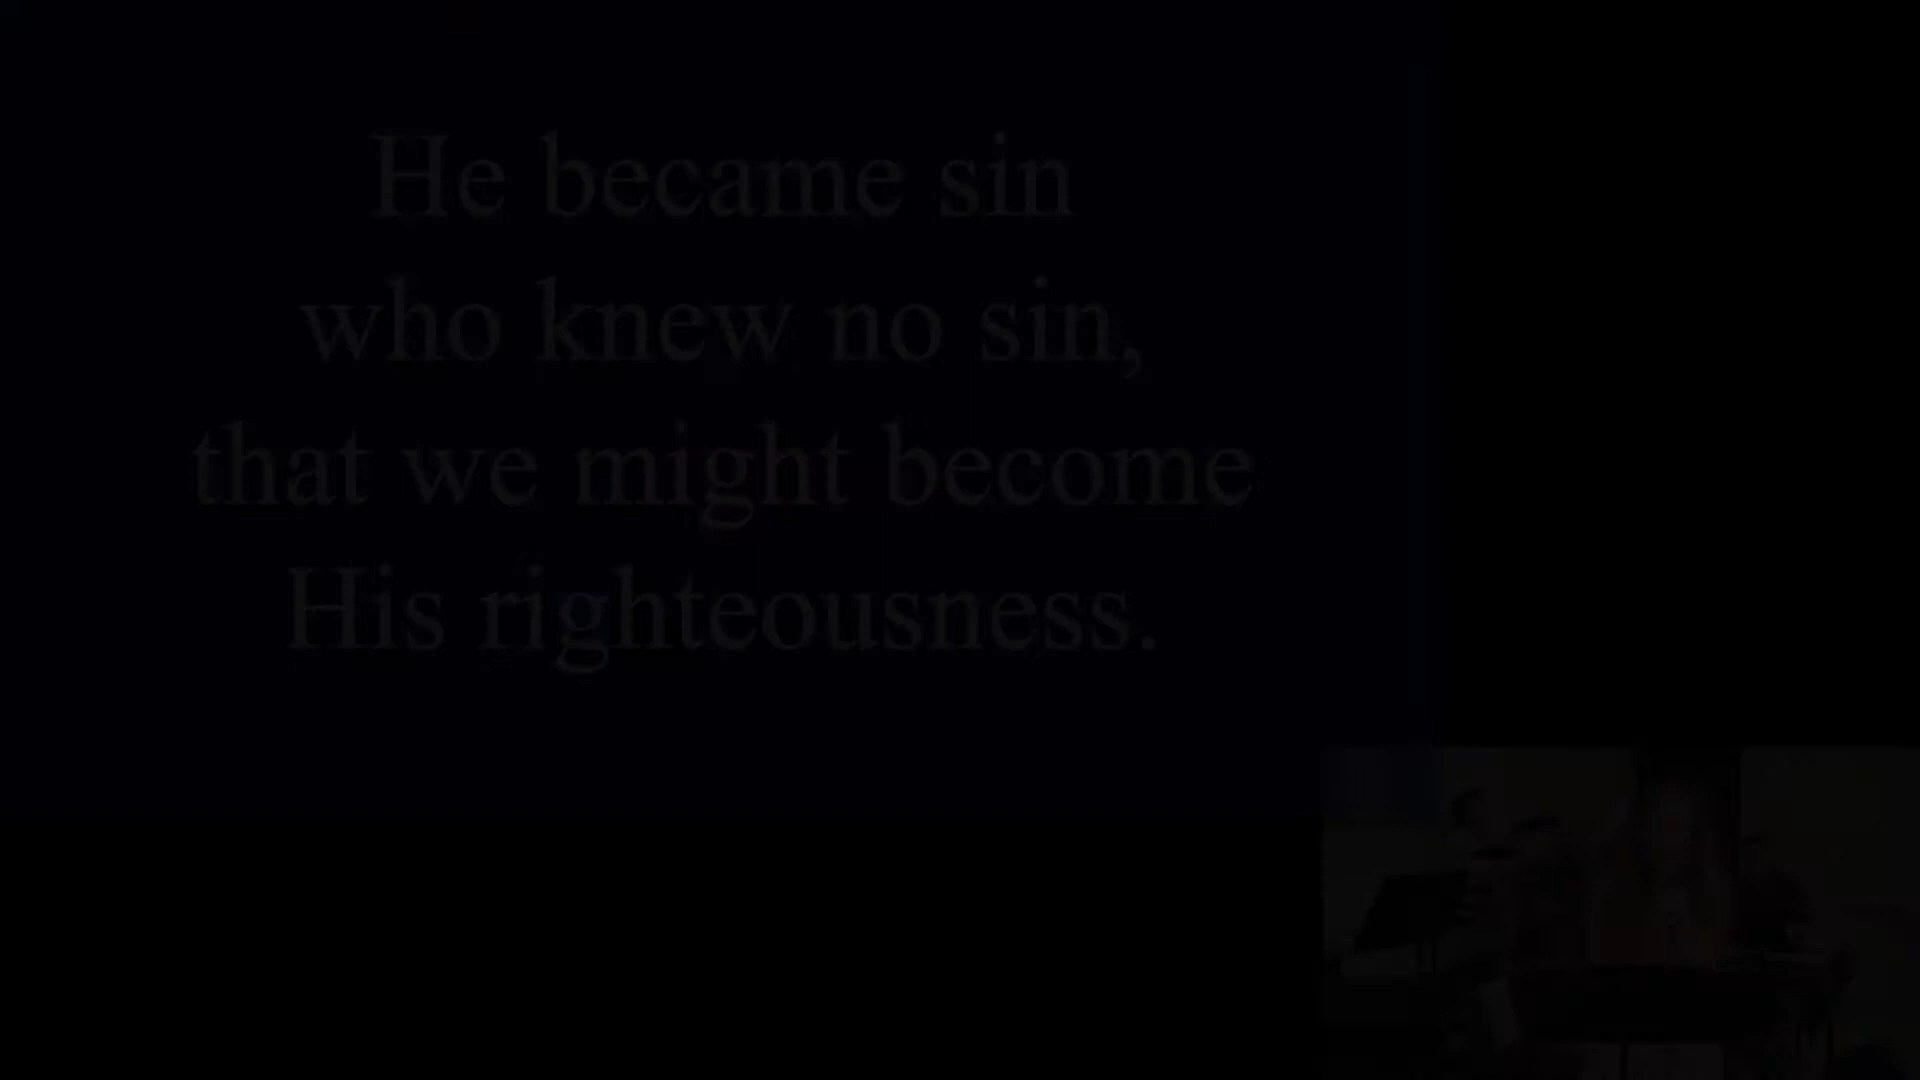 He became sin
who knew no sin,
that we might become
His righteousness.